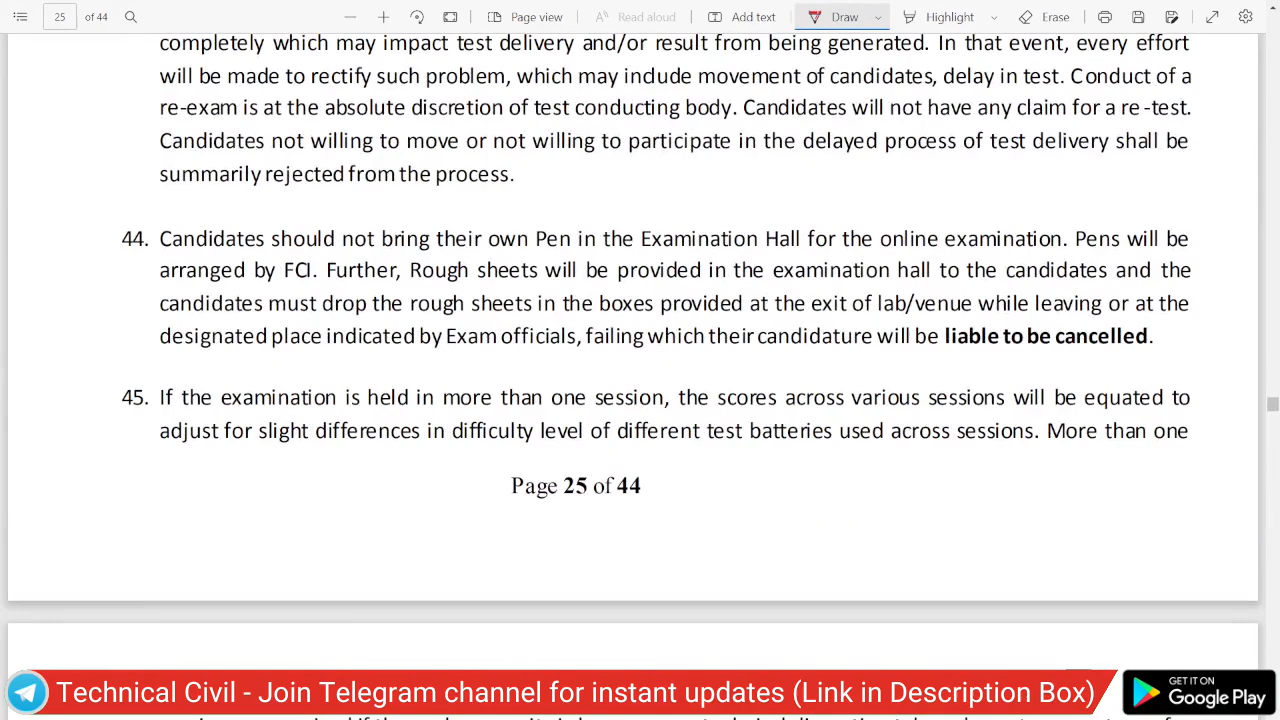 25 of 44 Page view Read aloud Add text Draw Highlight Erase
completely which may impact test delivery and/or result from being generated. In that event, every effort
will be made to rectify such problem, which may include movement of candidates, delay in test. Conduct of a
re-exam is at the absolute discretion of test conducting body. Candidates will not have any claim for a re -test.
Candidates not willing to move or not willing to participate in the delayed process of test delivery shall be
summarily rejected from the process.
44. Candidates should not bring their own Pen in the Examination Hall for the online examination. Pens will be
arranged by FCI. Further, Rough sheets will be provided in the examination hall to the candidates and the
candidates must drop the rough sheets in the boxes provided at the exit of lab/venue while leaving or at the
designated place indicated by Exam officials, failing which their candidature will be liable to be cancelled.
45. If the examination is held in more than one session, the scores across various sessions will be equated to
adjust for slight differences in difficulty level of different test batteries used across sessions. More than one
Page 25 of 44
Technical Civil - Join Telegram channel for instant updates (Link in Description Box)
GET IT ON
Google Play